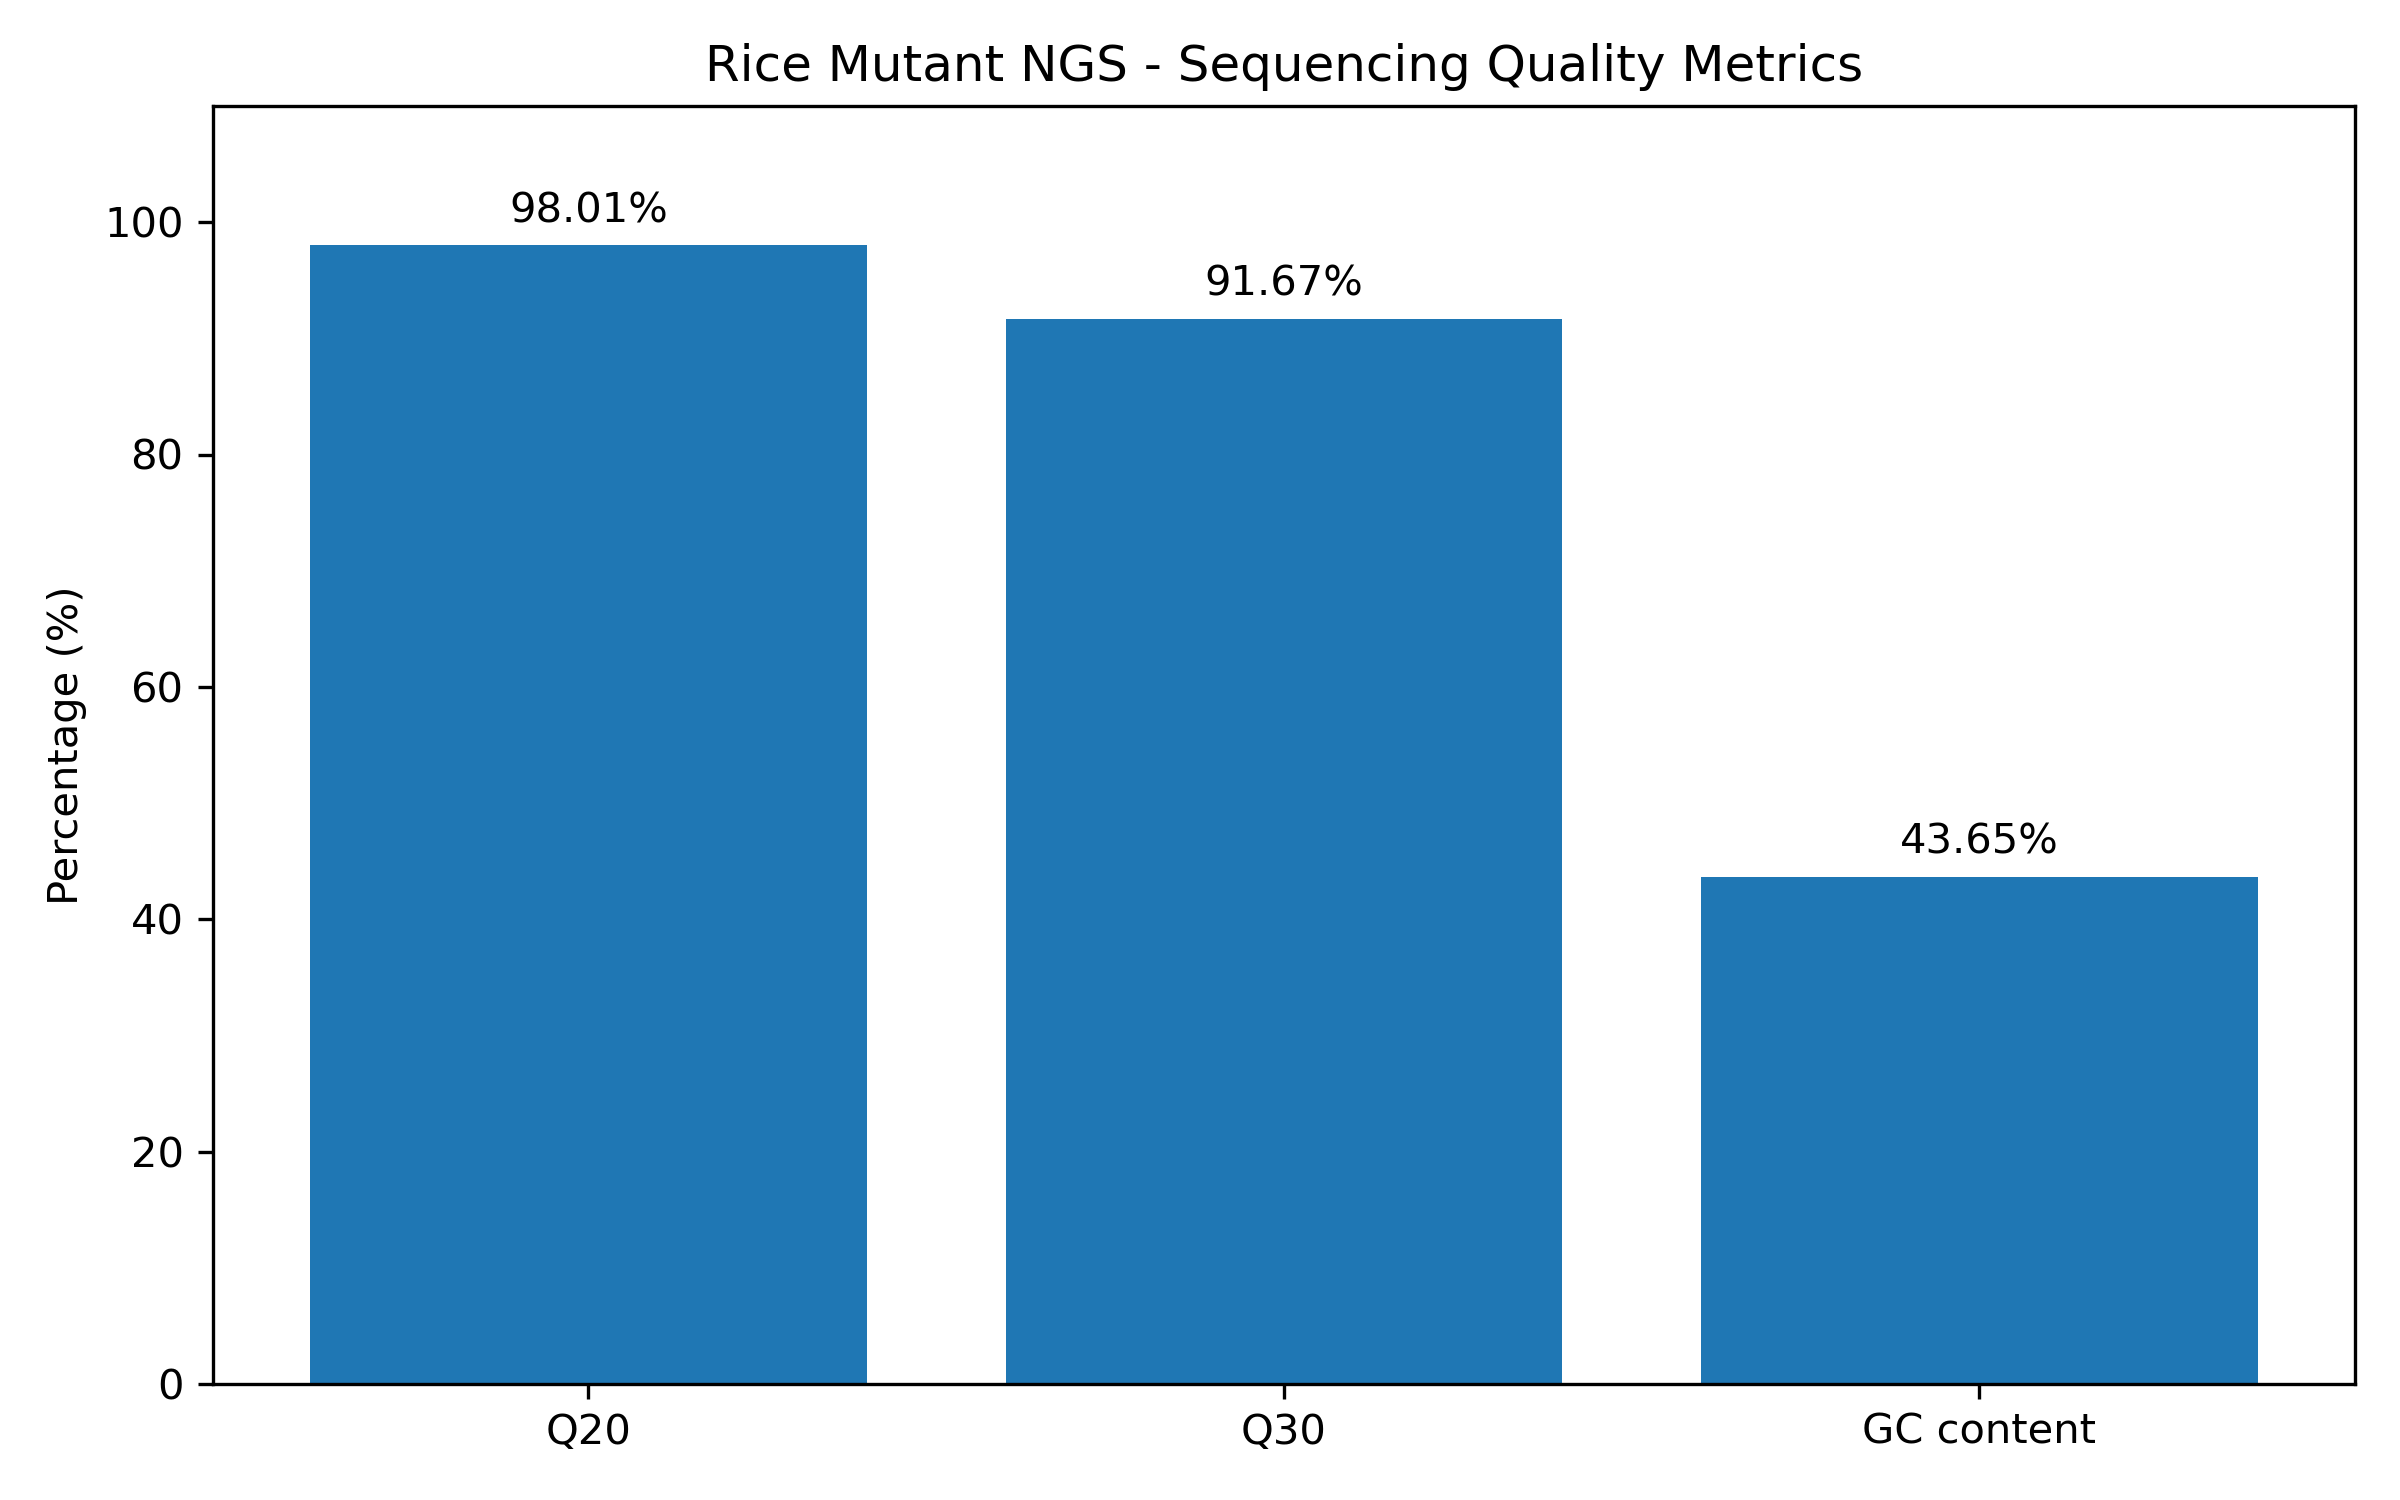 Rice Mutant NGS - Sequencing Quality Metrics
Percentage (%)
100
80
60
40
20
0
98.01%
91.67%
43.65%
Q20
Q30
GC content